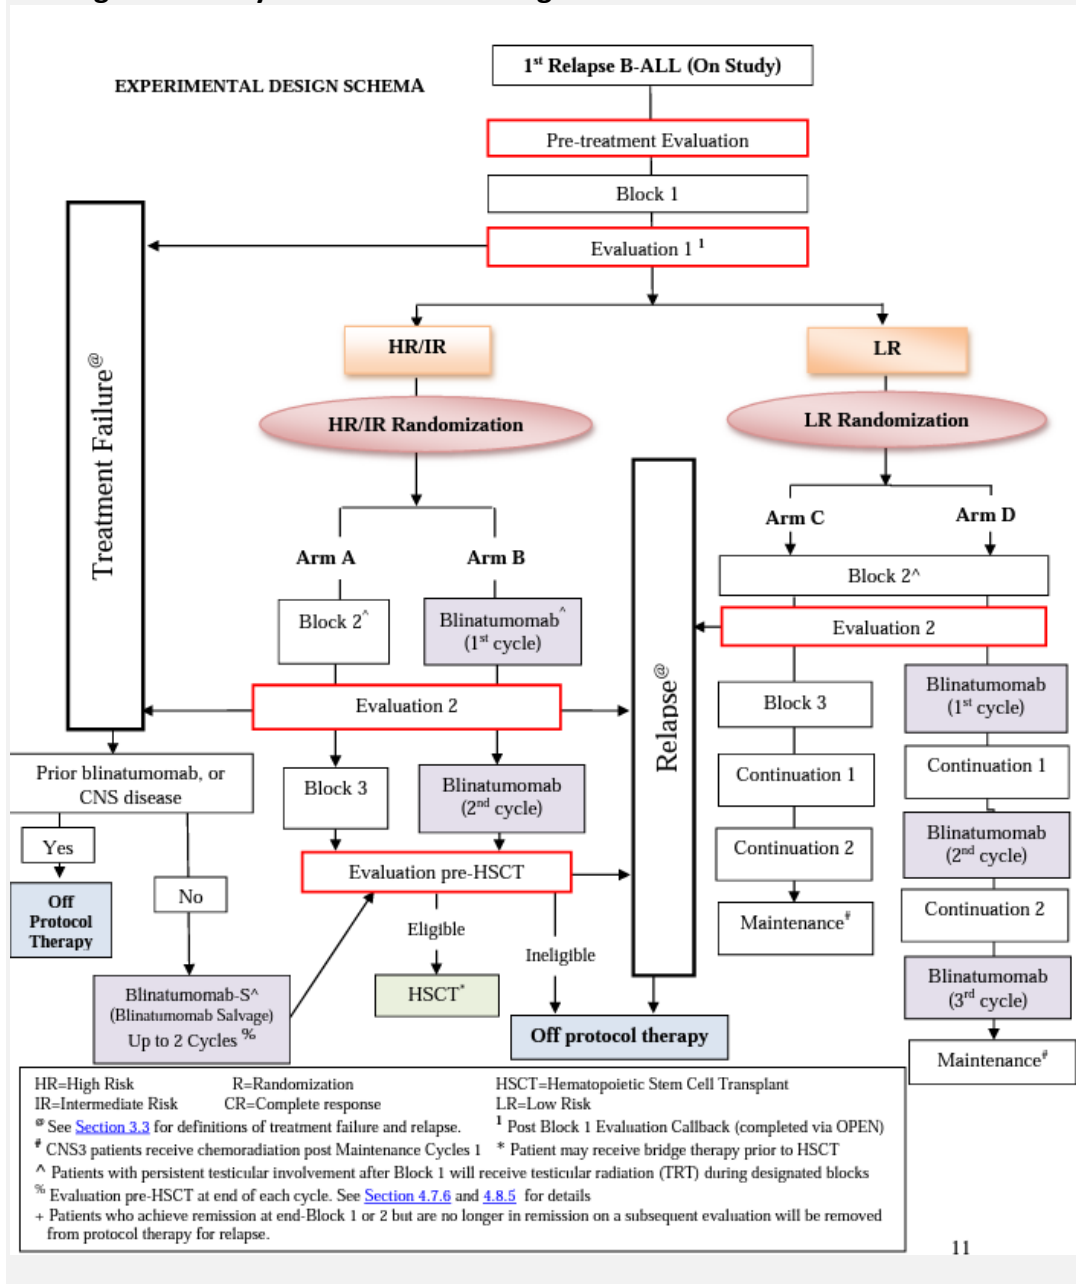 EXPERIMENTAL DESIGN SCHEMA
1st Relapse B-ALL (On Study)
Pre-treatment Evaluation
Block 1
Evaluation 1 1
Treatment Failure@
HR/IR
LR
HR/IR Randomization
LR Randomization
Arm A
Arm B
Arm C
Arm D
Block 2^
Block 2^
Blinatumomab^
(1st cycle)
Evaluation 2
Evaluation 2
Relapse@
Block 3
Blinatumomab
(2nd cycle)
Block 3
Continuation 1
Continuation 2
Maintenance#
Blinatumomab
(1st cycle)
Continuation 1
Blinatumomab
(2nd cycle)
Continuation 2
Blinatumomab
(3rd cycle)
Maintenance#
Prior blinatumomab, or
CNS disease
Yes
No
Off
Protocol
Therapy
Blinatumomab-S^
(Blinatumomab Salvage)
Up to 2 Cycles %
Evaluation pre-HSCT
Eligible
Ineligible
HSCT*
Off protocol therapy
HR=High Risk R=Randomization HSCT=Hematopoietic Stem Cell Transplant
IR=Intermediate Risk CR=Complete response LR=Low Risk
@ See Section 3.3 for definitions of treatment failure and relapse. 1 Post Block 1 Evaluation Callback (completed via OPEN)
# CNS3 patients receive chemoradiation post Maintenance Cycles 1 * Patient may receive bridge therapy prior to HSCT
^ Patients with persistent testicular involvement after Block 1 will receive testicular radiation (TRT) during designated blocks
% Evaluation pre-HSCT at end of each cycle. See Section 4.7.6 and 4.8.5 for details
+ Patients who achieve remission at end-Block 1 or 2 but are no longer in remission on a subsequent evaluation will be removed
from protocol therapy for relapse.
11